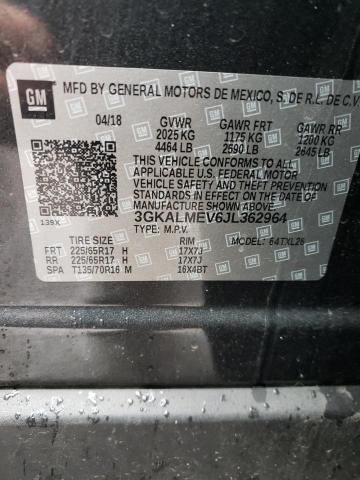 GM
MFD BY GENERAL MOTORS DE MEXICO, S. DE R.L. DE C.V
04/18 GVWR GAWR FRT GAWR RR
2025 KG 1175 KG 1200 KG
4464 LB 2590 LB 2645 LB
THIS VEHICLE CONFORMS TO ALL
APPLICABLE U.S. FEDERAL MOTOR
VEHICLE SAFETY, BUMPER, AND THEFT
PREVENTION STANDARDS IN EFFECT ON
THE DATE OF MANUFACTURE SHOWN ABOVE.
139X 3GKALMEV6JL362964
TYPE: M.P.V. MODEL: 64TXL26
TIRE SIZE RIM
FRT 225/65R17 H 17X7J
RR 225/65R17 H 17X7J
SPA T135/70R16 M 16X4BT